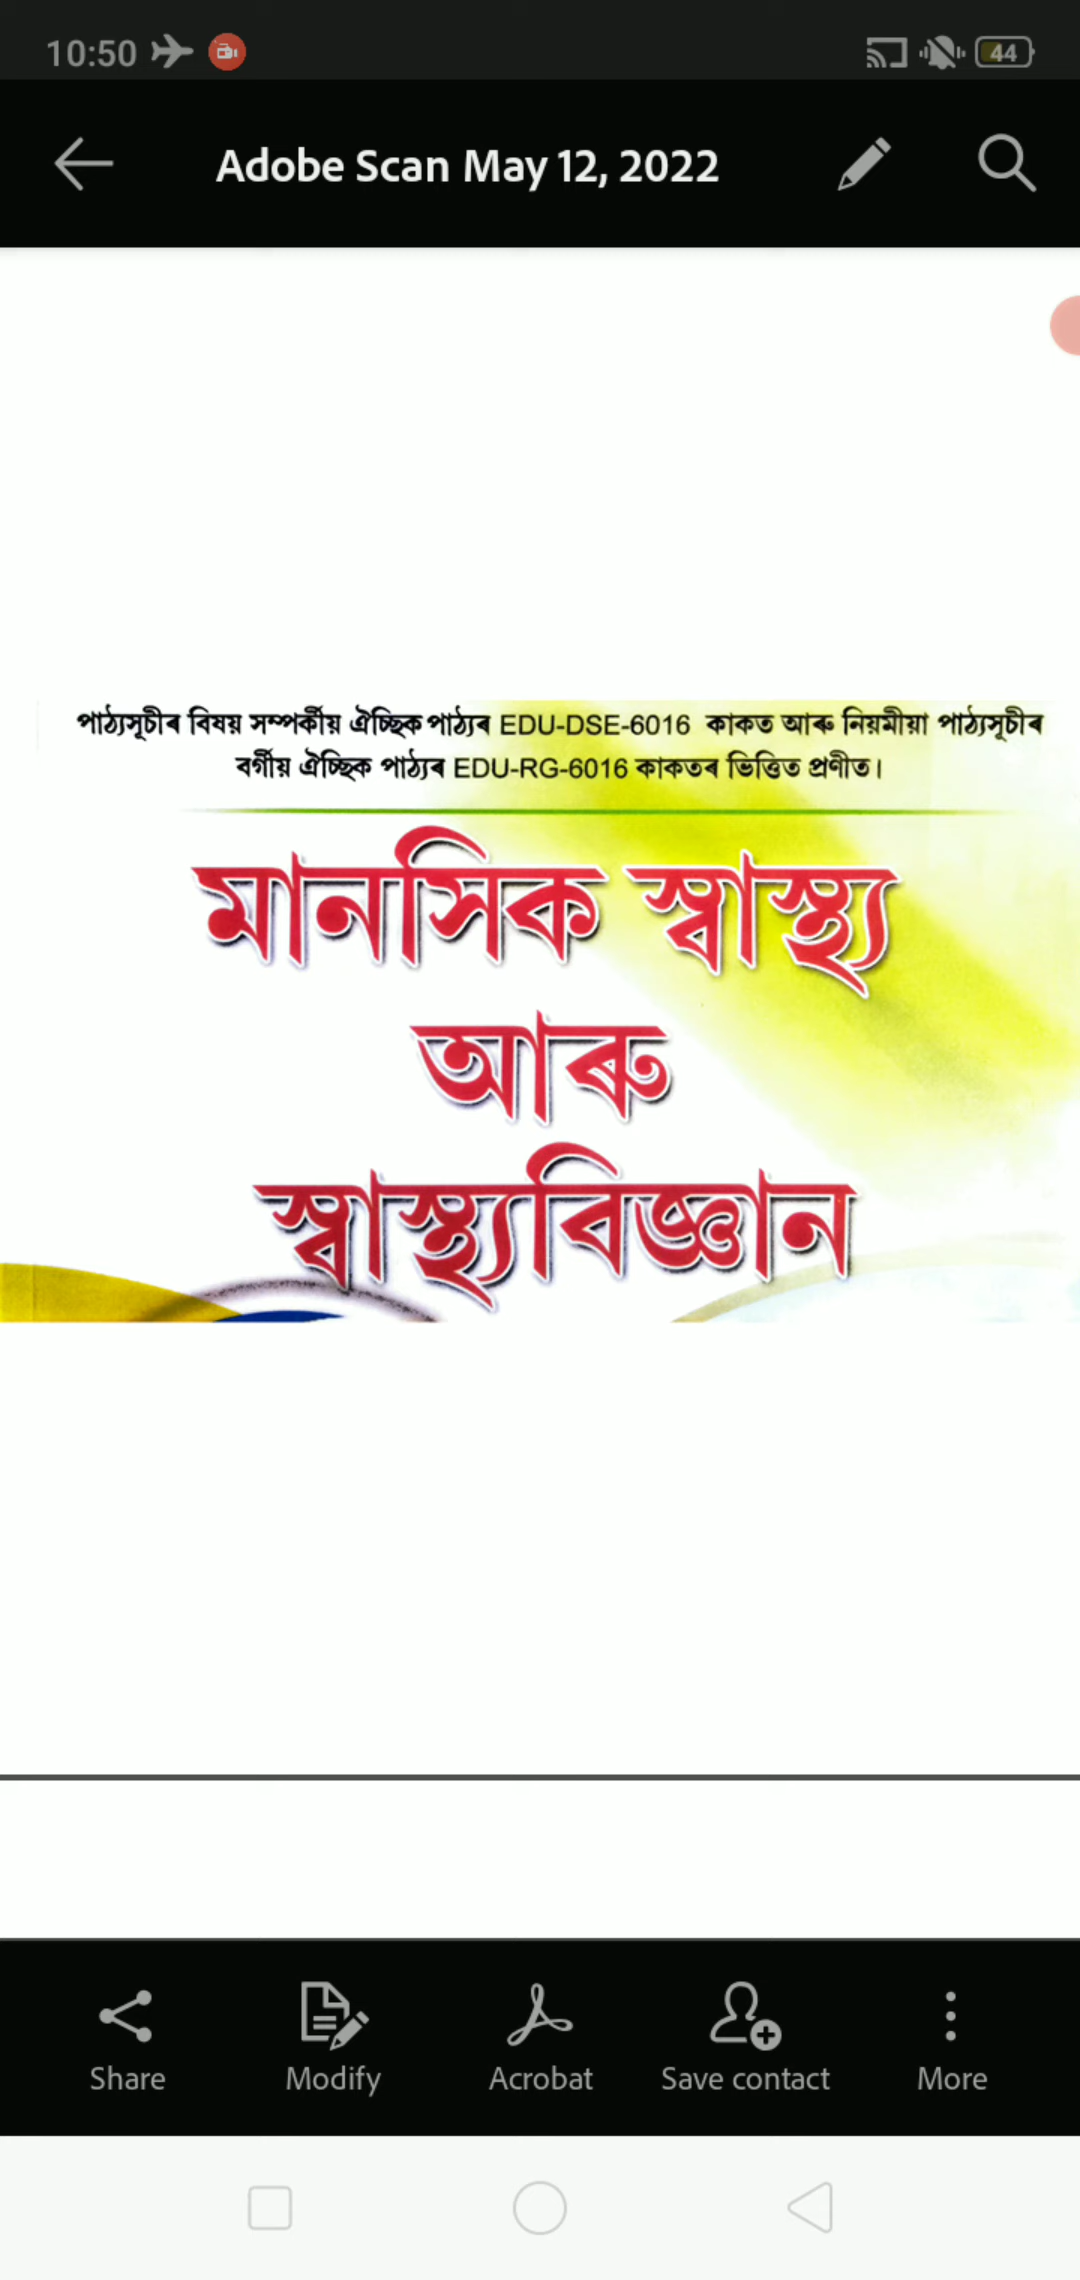 10:50
44
Adobe Scan May 12, 2022
পাঠ্যসূচীৰ বিষয় সম্পৰ্কীয় ঐচ্ছিক পাঠ্যৰ EDU-DSE-6016 কাকত আৰু নিয়মীয়া পাঠ্যসূচীৰ
বৰ্গীয় ঐচ্ছিক পাঠ্যৰ EDU-RG-6016 কাকতৰ ভিত্তিত প্ৰণীত।
মানসিক স্বাস্থ্য
আৰু
স্বাস্থ্যবিজ্ঞান
Share
Modify
Acrobat
Save contact
More